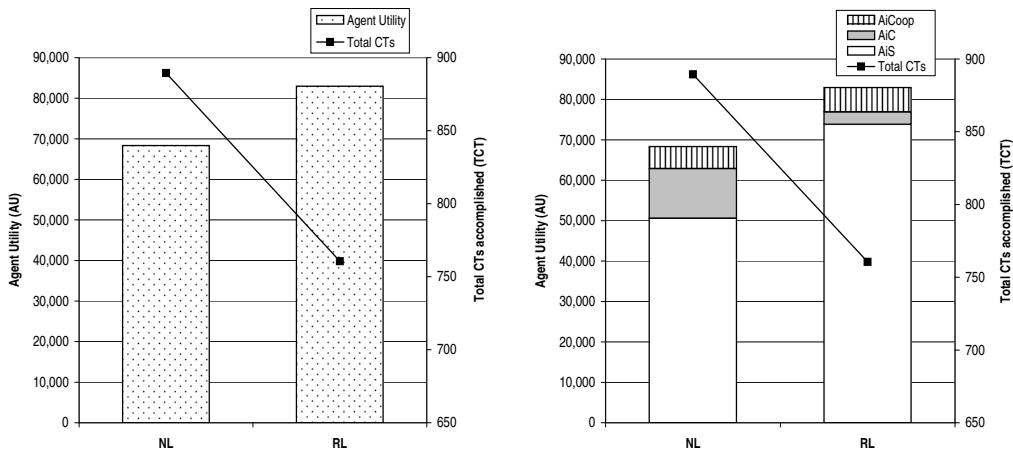 Agent Utility
Total CTs
90,000
80,000
70,000
60,000
50,000
40,000
30,000
20,000
10,000
0
Agent Utility (AU)
900
850
800
750
700
650
Total CTs accomplished (TCT)
NL
RL
AiCoop
AiC
AiS
Total CTs
90,000
80,000
70,000
60,000
50,000
40,000
30,000
20,000
10,000
0
Agent Utility (AU)
900
850
800
750
700
650
Total CTs accomplished (TCT)
NL
RL